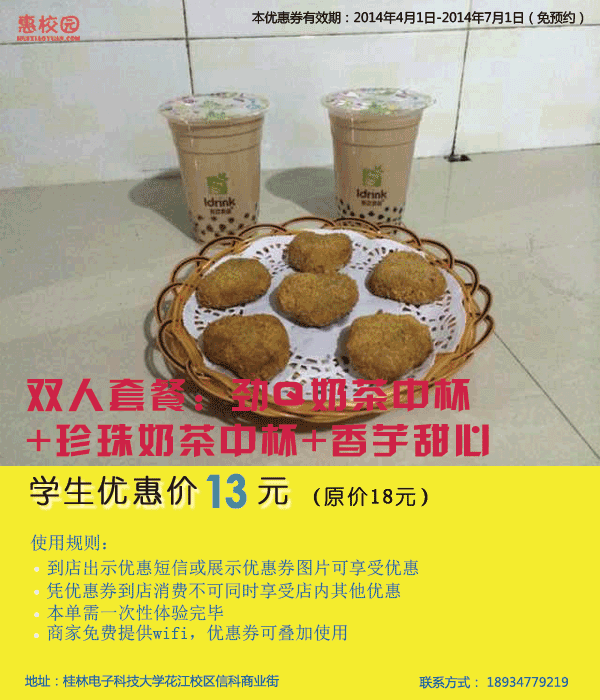 惠校园
HUIXIAOYUAN.COM
本优惠券有效期：2014年4月1日-2014年7月1日（免预约）
Idrink
Idrink
双人套餐：劲Q奶茶中杯
+珍珠奶茶中杯+香芋甜心
学生优惠价13元 （原价18元）
使用规则：
到店出示优惠短信或展示优惠券图片可享受优惠
凭优惠券到店消费不可同时享受店内其他优惠
本单需一次性体验完毕
商家免费提供wifi，优惠券可叠加使用
地址：桂林电子科技大学花江校区信科商业街 联系方式： 18934779219